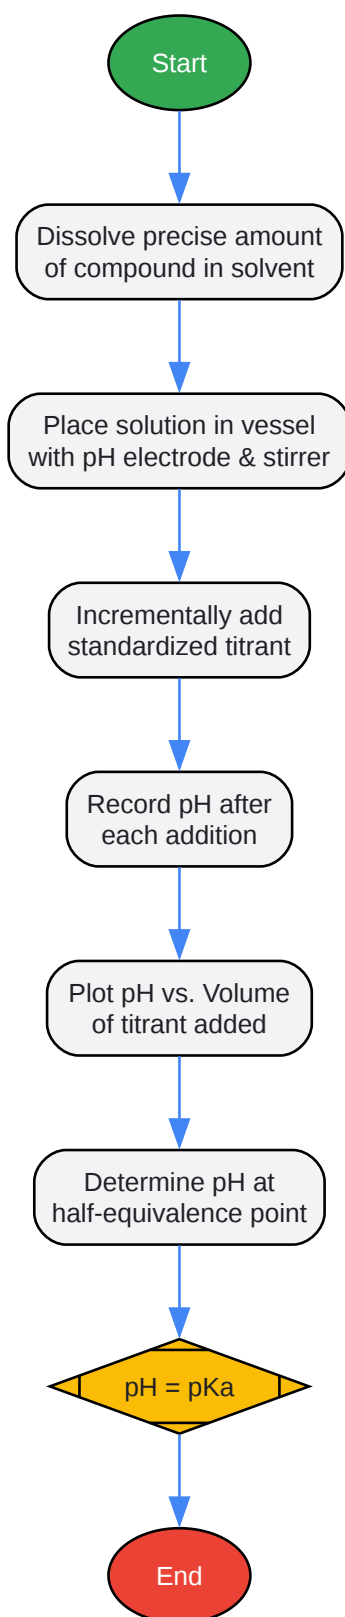 Start
Dissolve precise amount
of compound in solvent
Place solution in vessel
with pH electrode & stirrer
Incrementally add
standardized titrant
Record pH after
each addition
Plot pH vs. Volume
of titrant added
Determine pH at
half-equivalence point
pH = pKa
End